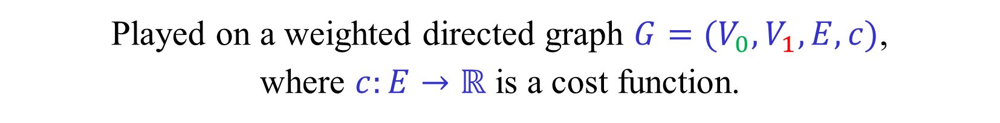 Played on a weighted directed graph G = (V₀, V₁, E, c),
where c: E → ℝ is a cost function.